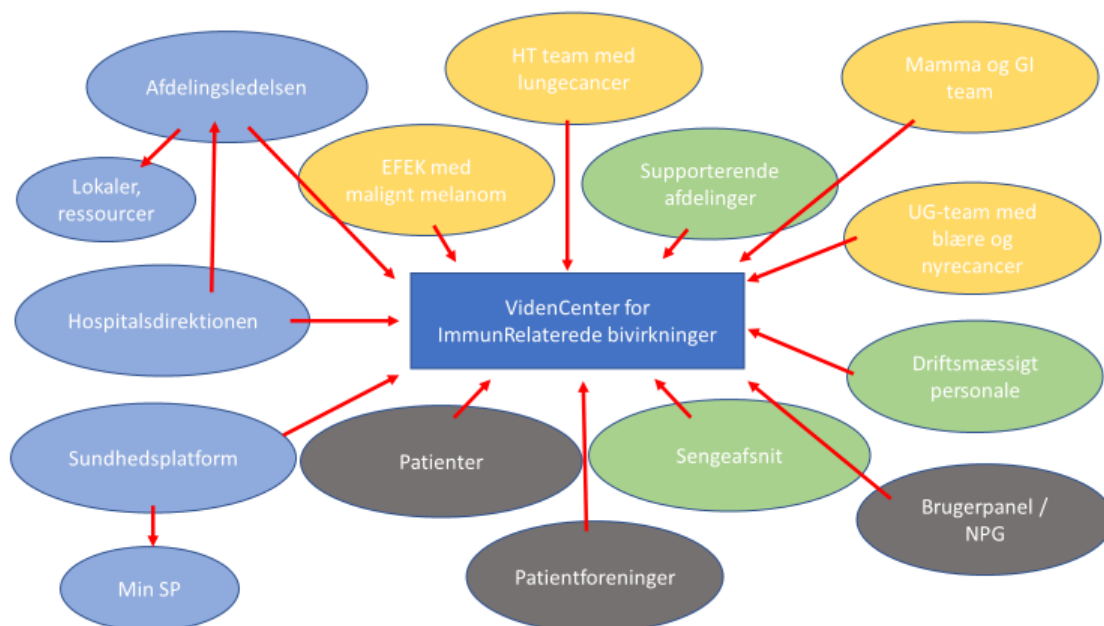 HT team med
lungecancer
Mamma og GI
team
Afdelingsledelsen
EFEK med
malignt melanom
Supporterende
afdelinger
Lokaler,
ressourcer
UG-team med
blære og
nyrecancer
VidenCenter for
ImmunRelaterede bivirkninger
Hospitalsdirektionen
Driftsmæssigt
personale
Sundhedsplatform
Patienter
Sengeafsnit
Brugerpanel /
NPG
Patientforeninger
Min SP